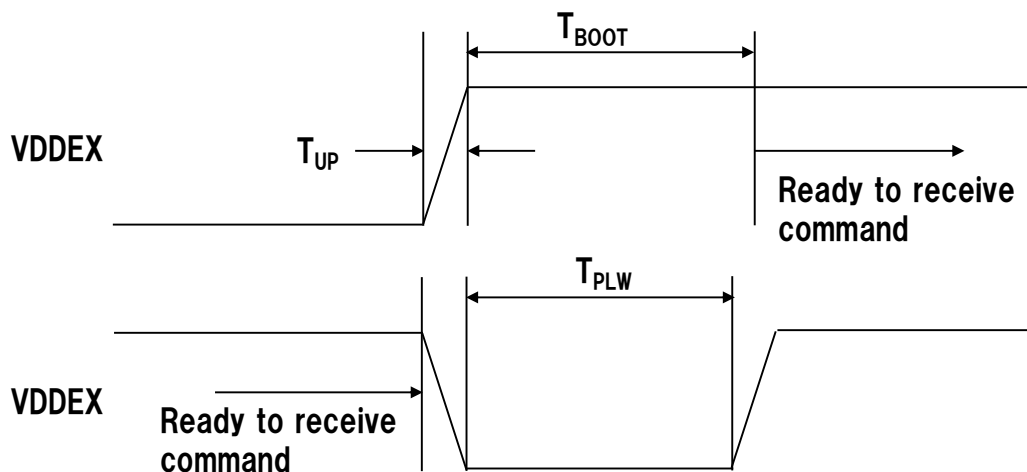 T_BOOT
VDDEX
T_UP
Ready to receive
command
T_PLW
VDDEX
Ready to receive
command